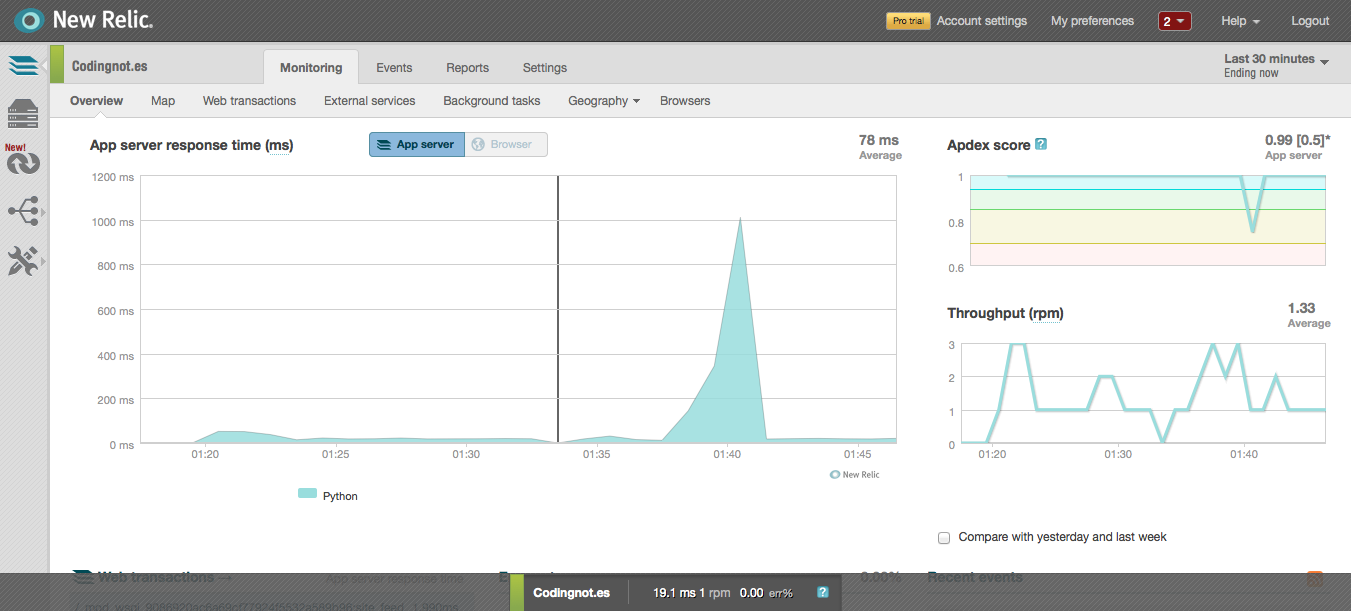 New Relic.
Pro trial Account settings My preferences 2 Help Logout
Codingnot.es Monitoring Events Reports Settings
Last 30 minutes
Ending now
Overview Map Web transactions External services Background tasks Geography Browsers
New!
App server response time (ms) App server Browser
78 ms
Average
1200 ms
1000 ms
800 ms
600 ms
400 ms
200 ms
0 ms
01:20 01:25 01:30 01:35 01:40 01:45
New Relic
Python
Apdex score ?
0.99 [0.5]*
App server
1
0.8
0.6
Throughput (rpm)
1.33
Average
3
2
1
0
01:20 01:30 01:40
Compare with yesterday and last week
Web transactions → App server response time 0.00% Recent events
Codingnot.es 19.1 ms 1 rpm 0.00 err% ?